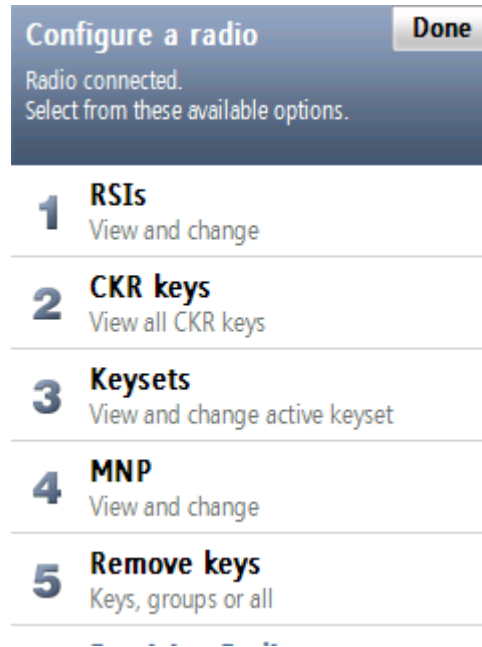 Configure a radio
Done
Radio connected.
Select from these available options.
1
RSIs
View and change
2
CKR keys
View all CKR keys
3
Keysets
View and change active keyset
4
MNP
View and change
5
Remove keys
Keys, groups or all